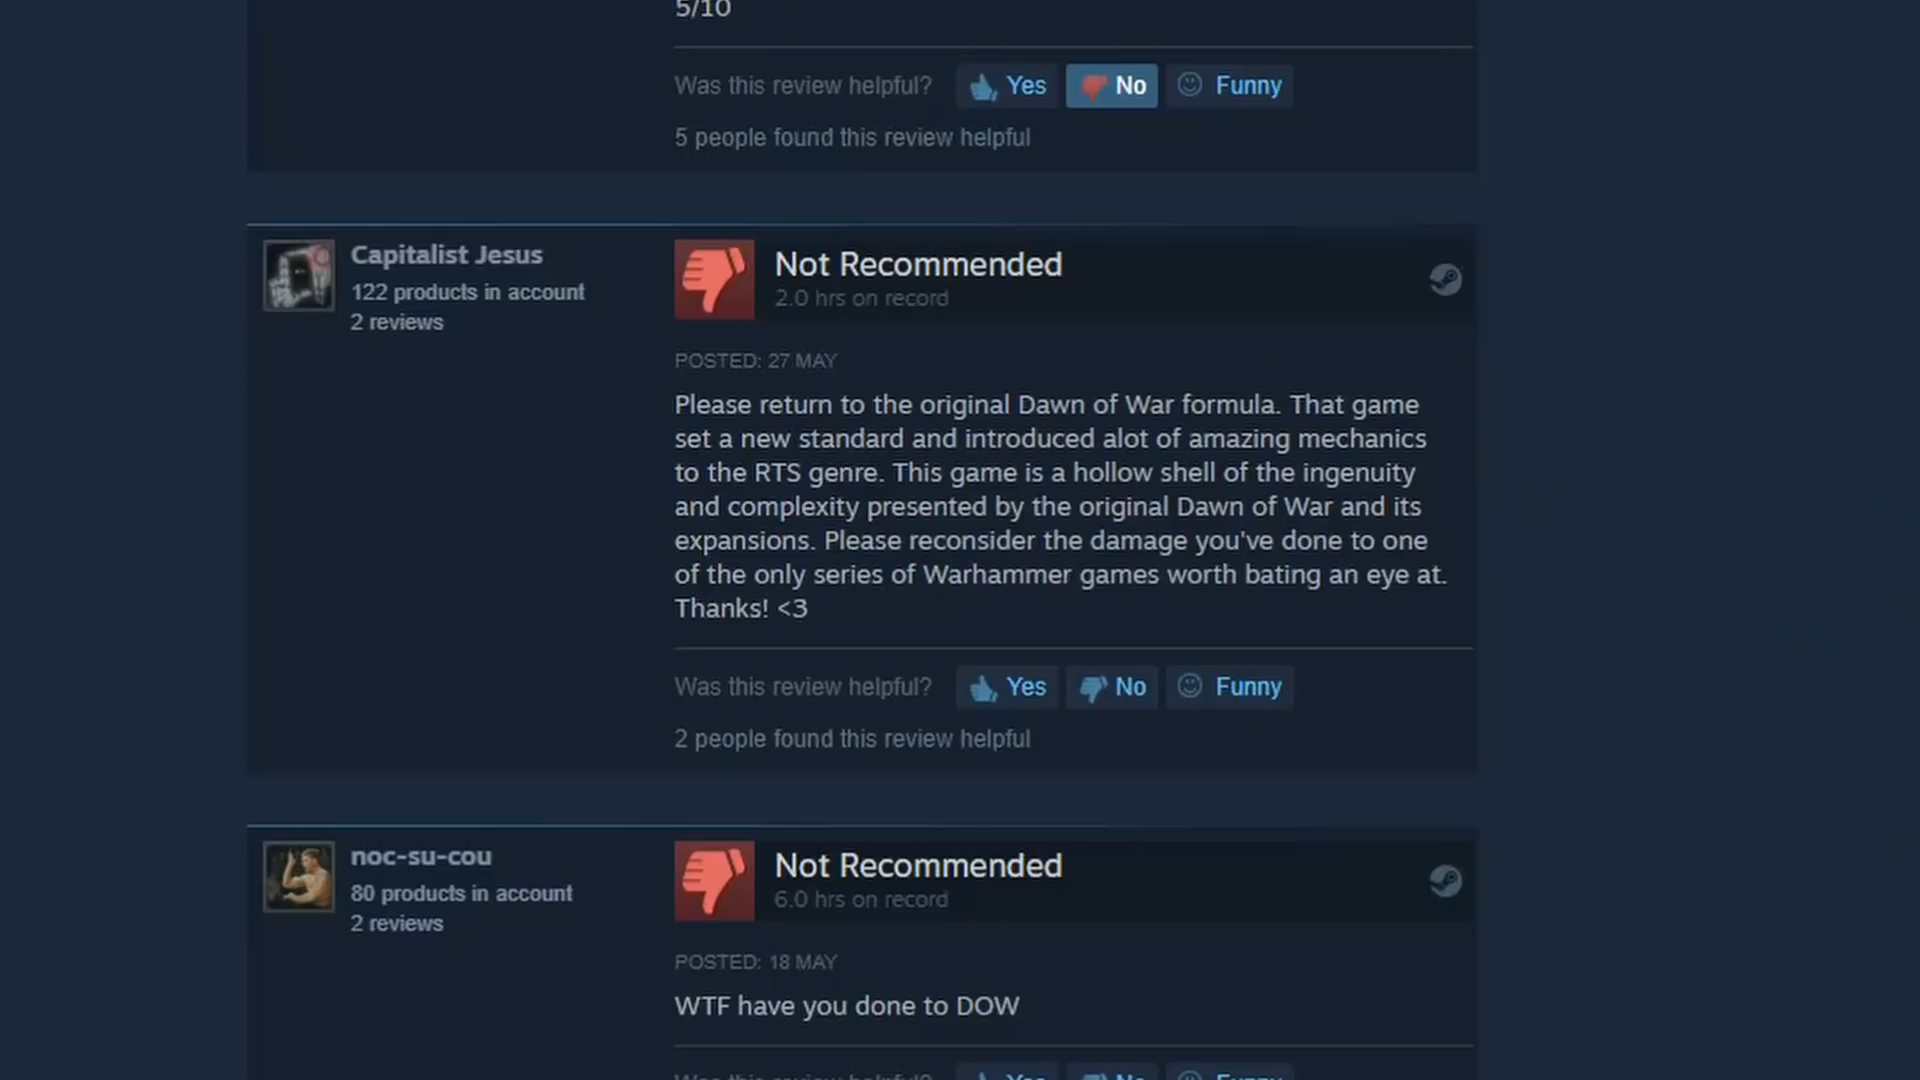 5/10
Was this review helpful? Yes No Funny
5 people found this review helpful
Capitalist Jesus
122 products in account
2 reviews
Not Recommended
2.0 hrs on record
POSTED: 27 MAY
Please return to the original Dawn of War formula. That game
set a new standard and introduced alot of amazing mechanics
to the RTS genre. This game is a hollow shell of the ingenuity
and complexity presented by the original Dawn of War and its
expansions. Please reconsider the damage you've done to one
of the only series of Warhammer games worth bating an eye at.
Thanks! <3
Was this review helpful? Yes No Funny
2 people found this review helpful
noc-su-cou
80 products in account
2 reviews
Not Recommended
6.0 hrs on record
POSTED: 18 MAY
WTF have you done to DOW
Was this review helpful? Yes No Funny